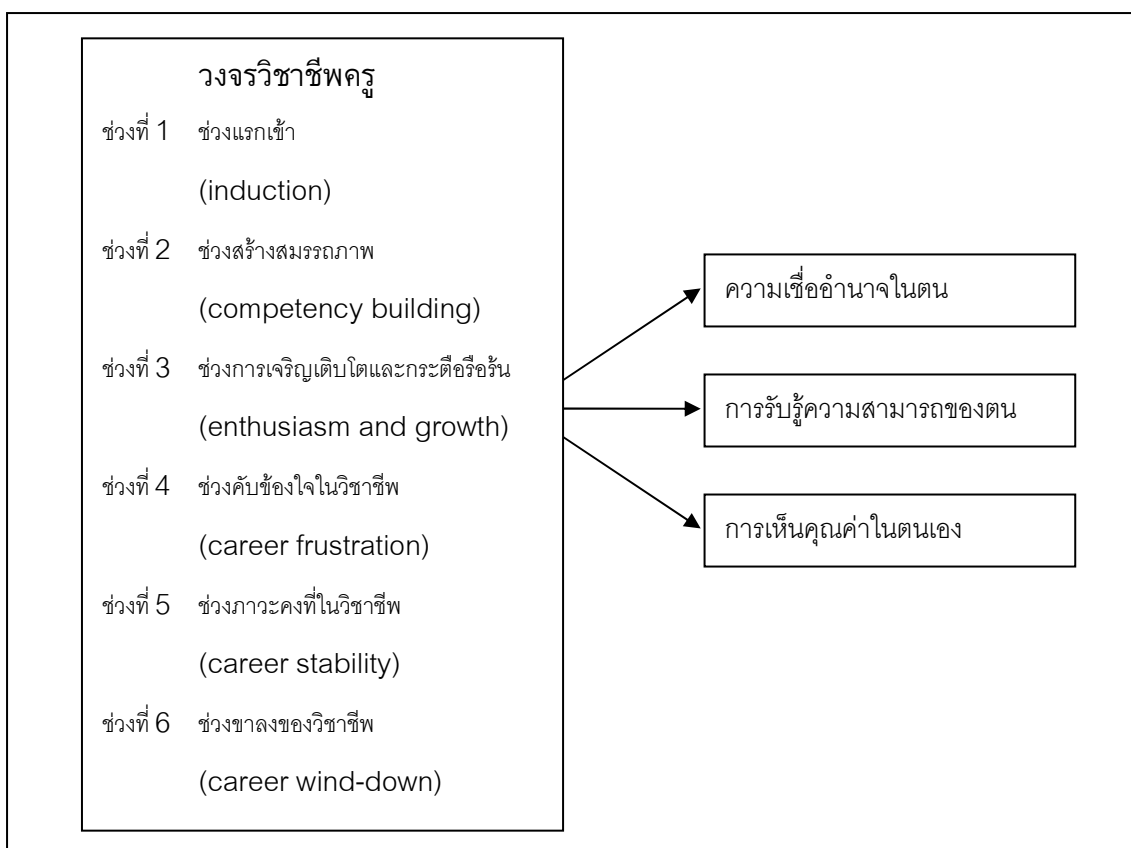 วงจรวิชาชีพครู
ช่วงที่ 1 ช่วงแรกเข้า
(induction)
ช่วงที่ 2 ช่วงสร้างสมรรถภาพ
(competency building)
ช่วงที่ 3 ช่วงการเจริญเติบโตและกระตือรือร้น
(enthusiasm and growth)
ช่วงที่ 4 ช่วงคับข้องใจในวิชาชีพ
(career frustration)
ช่วงที่ 5 ช่วงภาวะคงที่ในวิชาชีพ
(career stability)
ช่วงที่ 6 ช่วงขาลงของวิชาชีพ
(career wind-down)
ความเชื่ออำนาจในตน
การรับรู้ความสามารถของตน
การเห็นคุณค่าในตนเอง